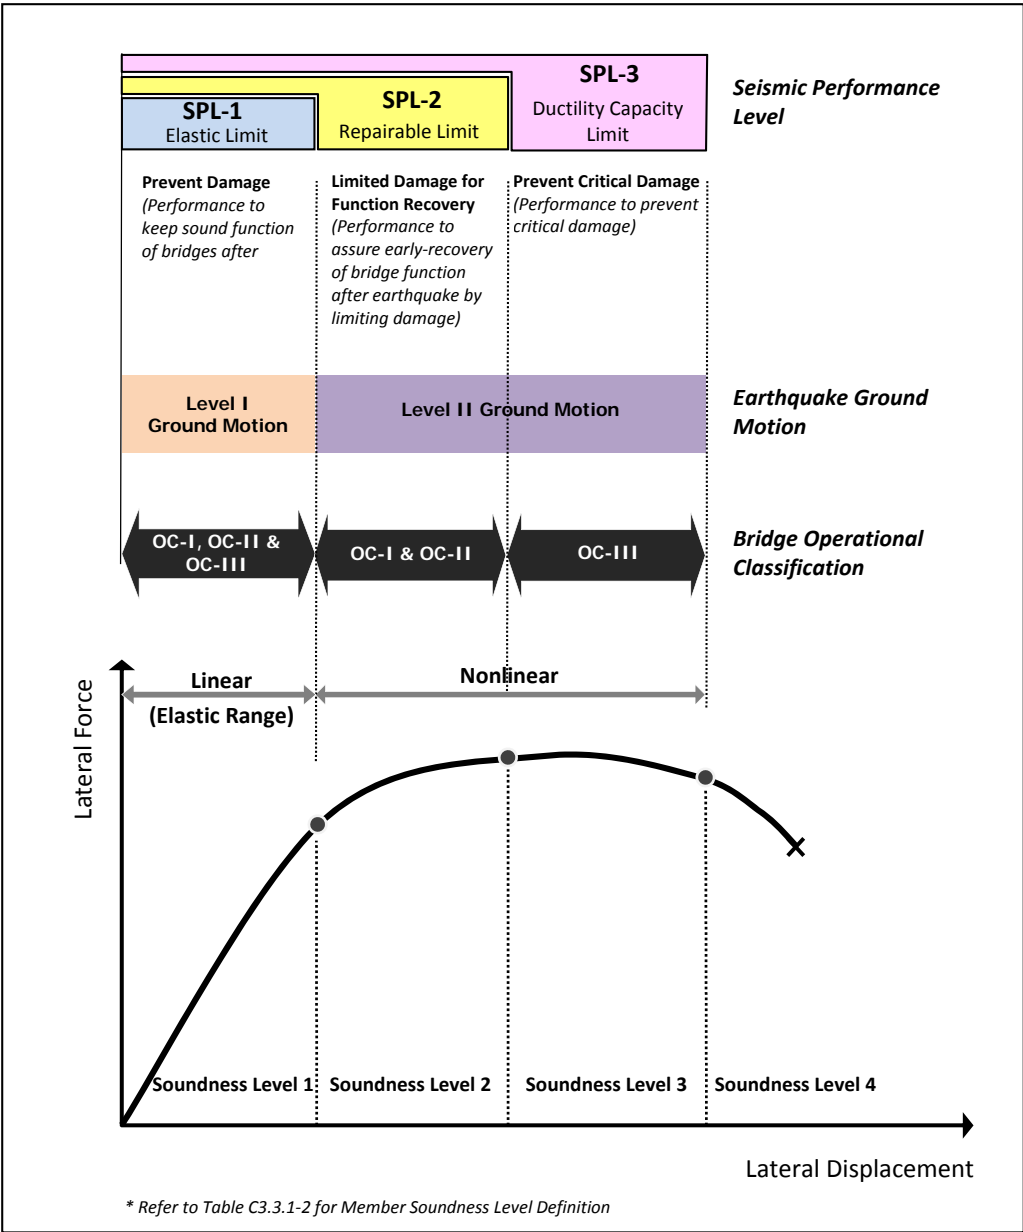 SPL-1
Elastic Limit
SPL-2
Repairable Limit
SPL-3
Ductility Capacity
Limit
Seismic Performance
Level
Prevent Damage
(Performance to
keep sound function
of bridges after
Limited Damage for
Function Recovery
(Performance to
assure early-recovery
of bridge function
after earthquake by
limiting damage)
Prevent Critical Damage
(Performance to prevent
critical damage)
Level I
Ground Motion
Level II Ground Motion
Earthquake Ground
Motion
OC-I, OC-II &
OC-III
OC-I & OC-II
OC-III
Bridge Operational
Classification
Linear
(Elastic Range)
Nonlinear
Lateral Force
Soundness Level 1
Soundness Level 2
Soundness Level 3
Soundness Level 4
Lateral Displacement
* Refer to Table C3.3.1-2 for Member Soundness Level Definition